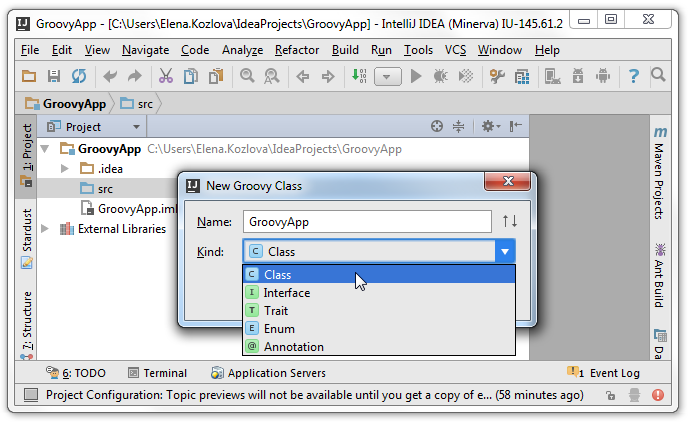 GroovyApp - [C:\Users\Elena.Kozlova\IdeaProjects\GroovyApp] - IntelliJ IDEA (Minerva) IU-145.61.2
File Edit View Navigate Code Analyze Refactor Build Run Tools VCS Window Help
GroovyApp src
1: Project
Stardust
7: Structure
Project
GroovyApp C:\Users\Elena.Kozlova\IdeaProjects\GroovyApp
.idea
src
GroovyApp.iml
External Libraries
New Groovy Class
Name: GroovyApp
Kind: Class
Class
Interface
Trait
Enum
Annotation
Maven Projects
Ant Build
6: TODO Terminal Application Servers 1 Event Log
Project Configuration: Topic previews will not be available until you get a copy of e... (58 minutes ago)